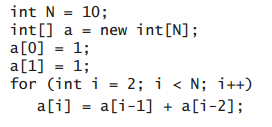 int N = 10;
int[] a = new int[N];
a[0] = 1;
a[1] = 1;
for (int i = 2; i < N; i++)
   a[i] = a[i-1] + a[i-2];